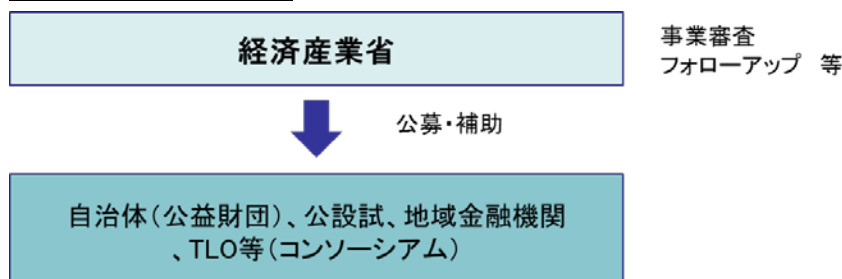 経済産業省
事業審査
フォローアップ　等
公募・補助
自治体（公益財団）、公設試、地域金融機関
、TLO等（コンソーシアム）